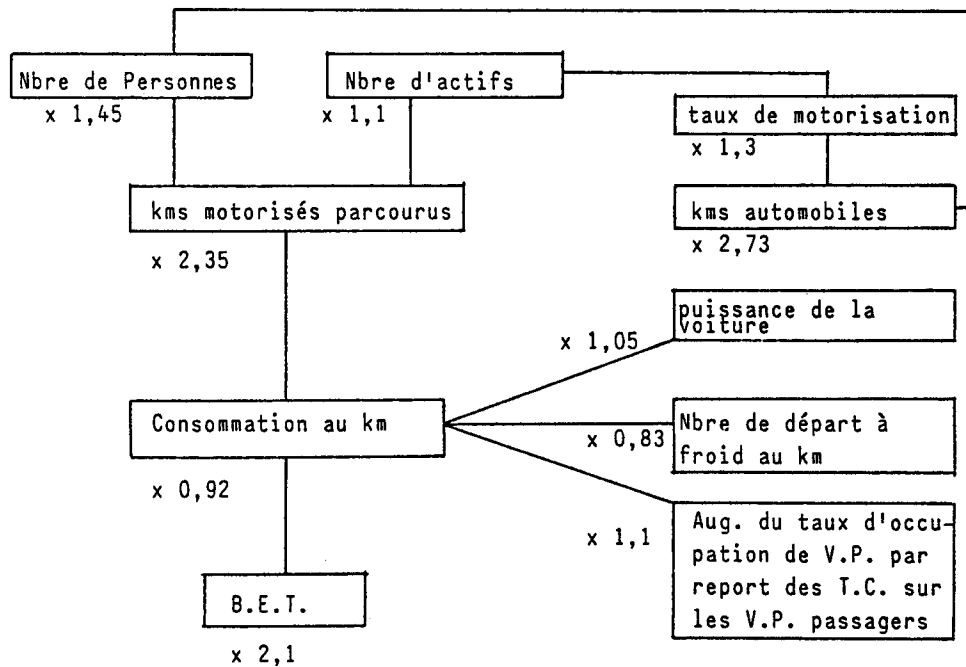 Nbre de Personnes
x 1,45
Nbre d'actifs
x 1,1
taux de motorisation
x 1,3
kms motorisés parcourus
x 2,35
kms automobiles
x 2,73
puissance de la
voiture
x 1,05
Consommation au km
x 0,92
Nbre de départ à
froid au km
x 0,83
Aug. du taux d'occu-
pation de V.P. par
report des T.C. sur
les V.P. passagers
x 1,1
B.E.T.
x 2,1